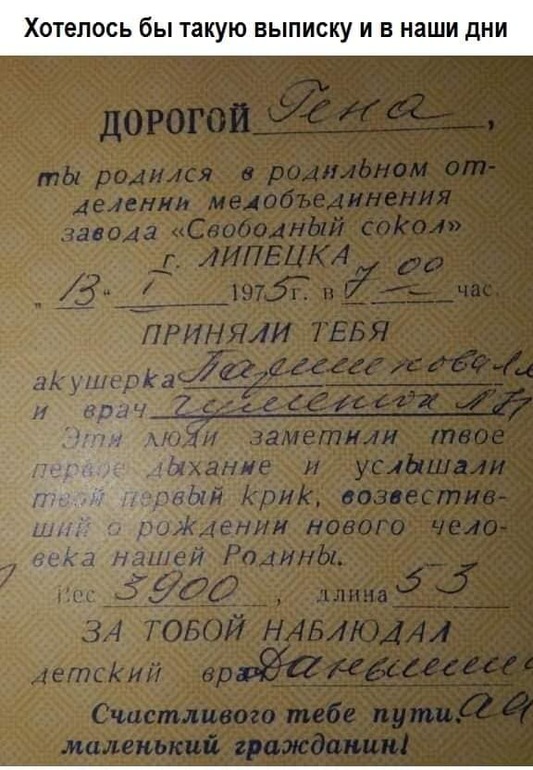 Хотелось бы такую выписку и в наши дни
ДОРОГОЙ Гена,
ты родился в родильном от-
делении медобъединения
завода «Свободный сокол»
г. ЛИПЕЦКА
„13“ I 1975г. в 7 00 час.
ПРИНЯЛИ ТЕБЯ
акушерка
и врач
Эти люди заметили твое
первое дыхание и услышали
твой первый крик, возвестив-
ший о рождении нового чело-
века нашей Родины.
Вес 3900, длина 53
ЗА ТОБОЙ НАБЛЮДАЛ
детский врач
Счастливого тебе пути,
маленький гражданин!